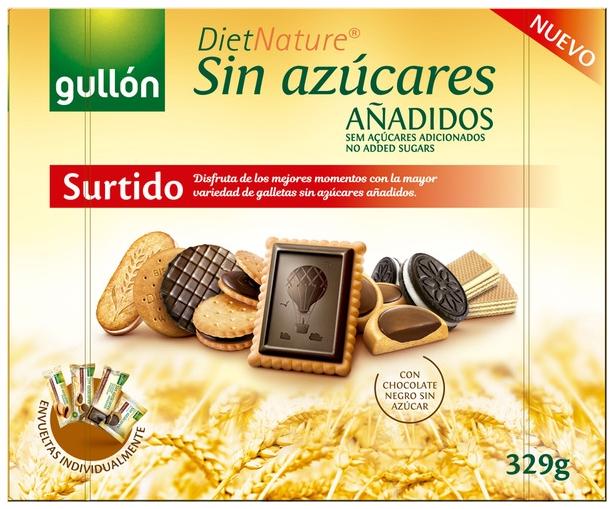 gullón
DietNature®
Sin azúcares
AÑADIDOS
SEM AÇÚCARES ADICIONADOS
NO ADDED SUGARS
NUEVO
Surtido
Disfruta de los mejores momentos con la mayor
variedad de galletas sin azúcares añadidos.
CON
CHOCOLATE
NEGRO SIN
AZÚCAR
ENVUELTAS INDIVIDUALMENTE
329g